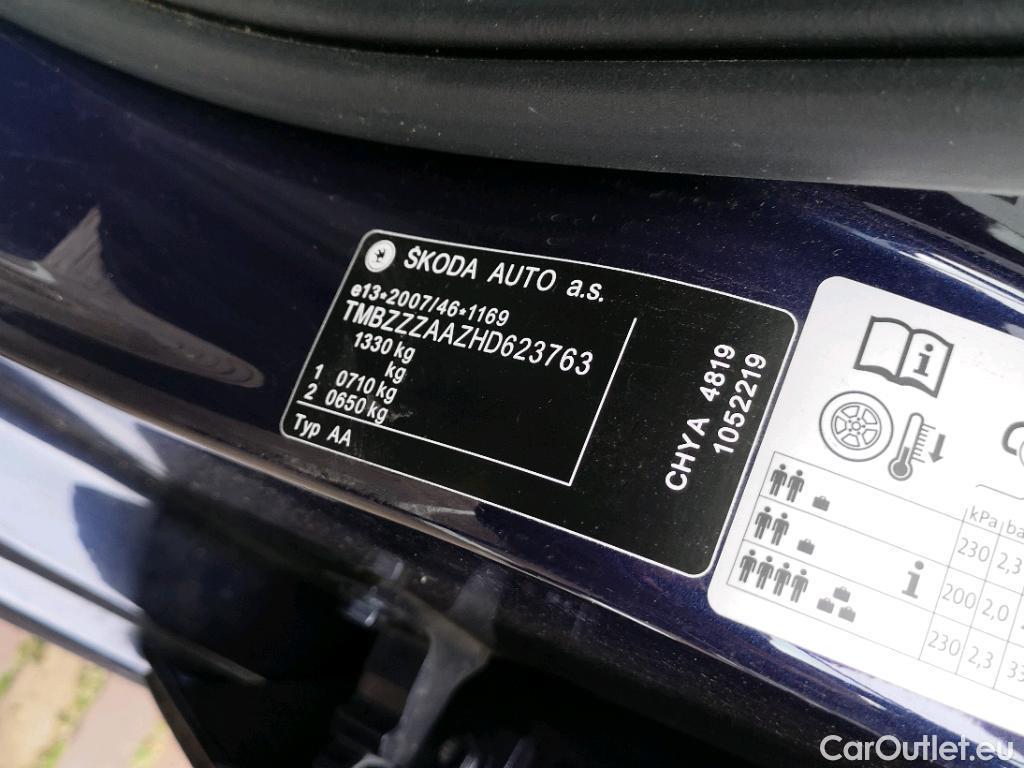 ŠKODA AUTO a.s.
e13*2007/46*1169
TMBZZZAAZHD623763
1330 kg
kg
1 0710 kg
2 0650 kg
Typ AA
CHYA 4819
1052219
i
kPa bar
230 2,3
i 200 2,0
230 2,3
CarOutlet.eu